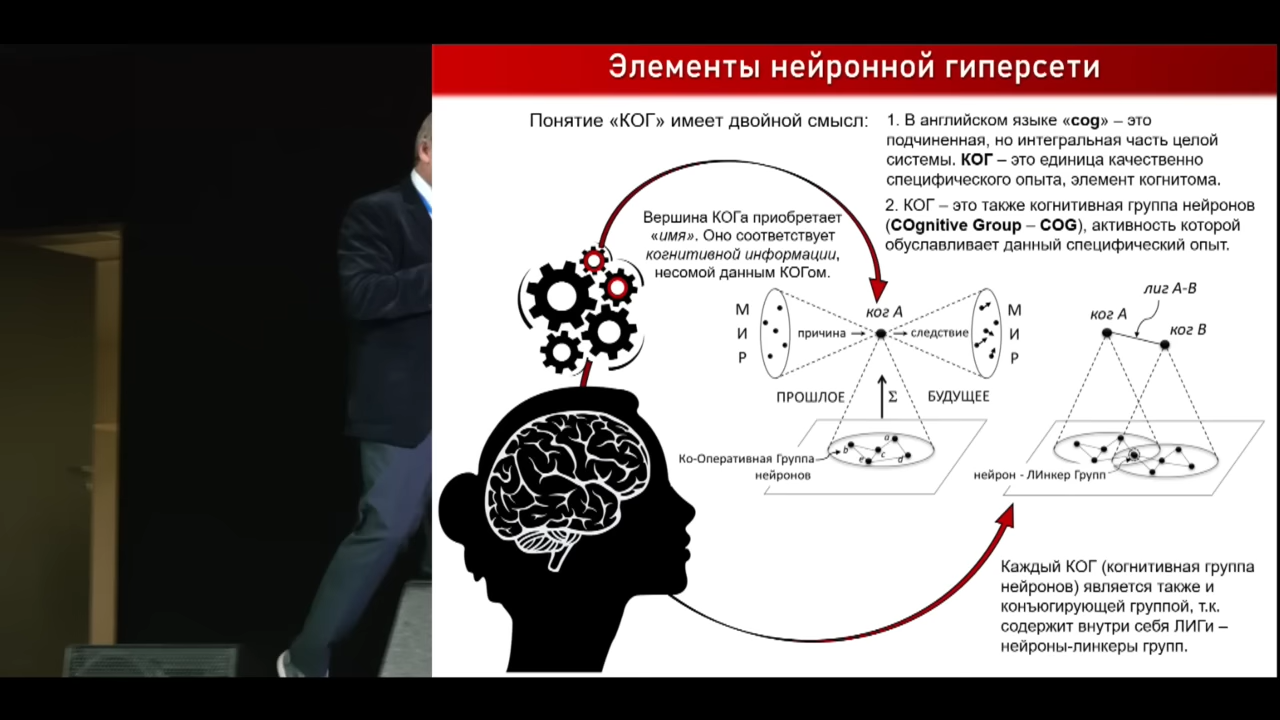 Элементы нейронной гиперсети
Понятие «КОГ» имеет двойной смысл:
1. В английском языке «cog» – это
подчиненная, но интегральная часть целой
системы. КОГ – это единица качественно
специфического опыта, элемент когнитома.
2. КОГ – это также когнитивная группа нейронов
(COgnitive Group – COG), активность которой
обуславливает данный специфический опыт.
Вершина КОГа приобретает
«имя». Оно соответствует
когнитивной информации,
несомой данным КОГом.
М
И
Р
причина
ког А
следствие
М
И
Р
ПРОШЛОЕ
Σ
БУДУЩЕЕ
Ко-Оперативная Группа
нейронов
a
b
c
d
e
лиг А-В
ког А
ког В
нейрон - ЛИнкер Групп
Каждый КОГ (когнитивная группа
нейронов) является также и
конъюгирующей группой, т.к.
содержит внутри себя ЛИГи –
нейроны-линкеры групп.